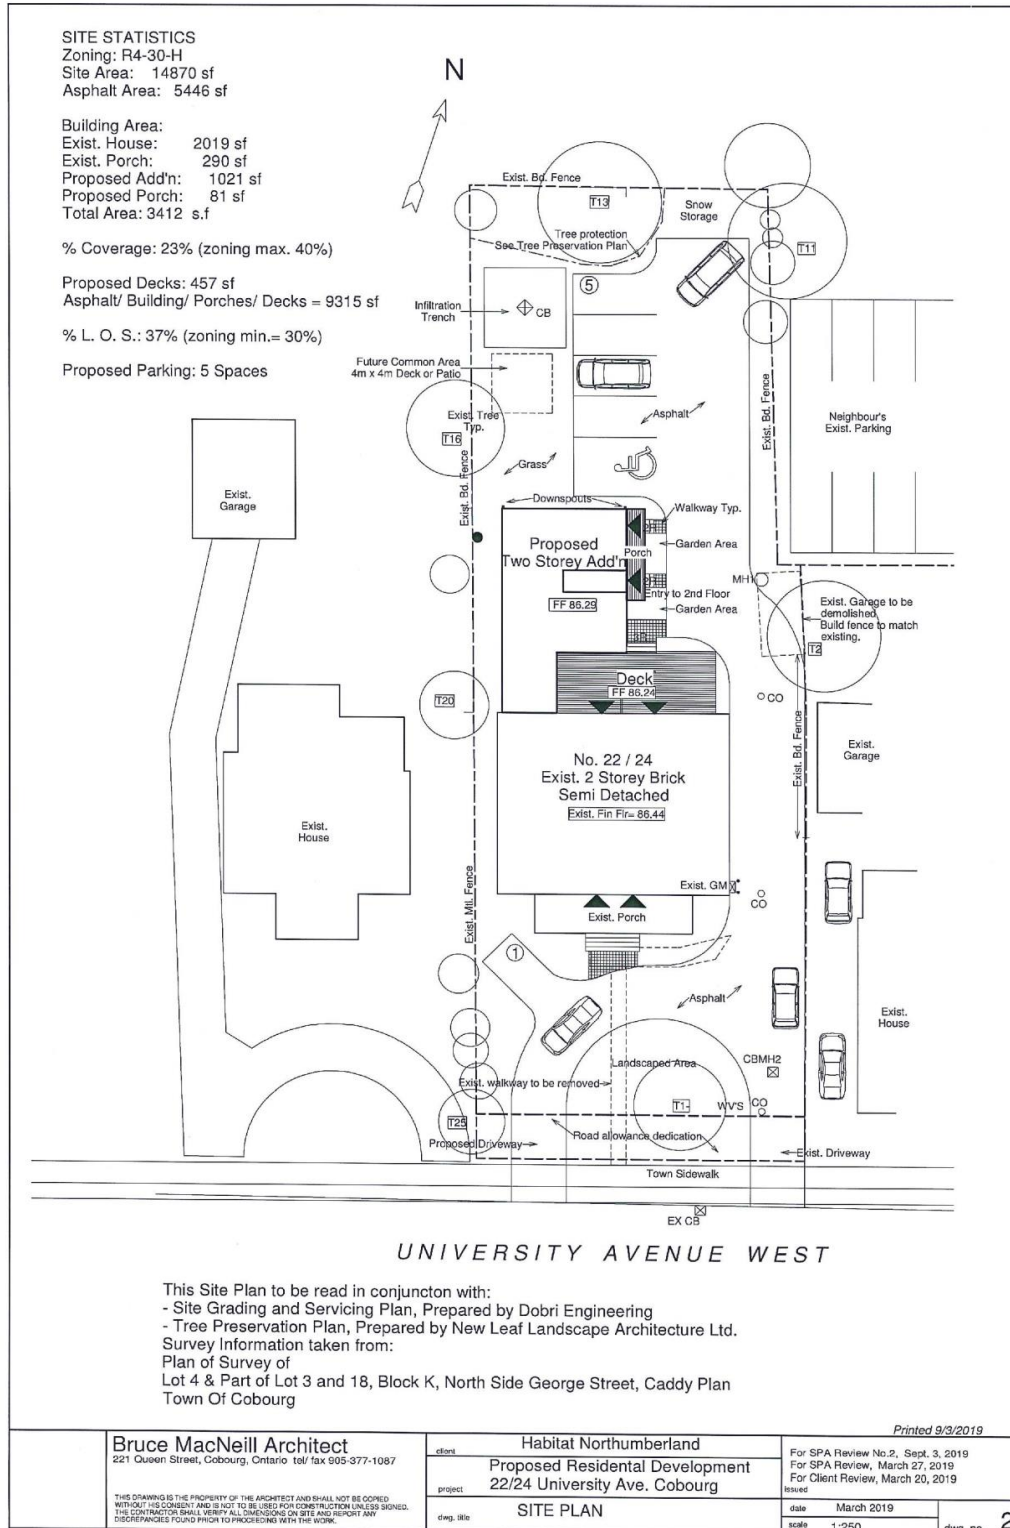 SITE STATISTICS
Zoning: R4-30-H
Site Area: 14870 sf
Asphalt Area: 5446 sf
Building Area:
Exist. House: 2019 sf
Exist. Porch: 290 sf
Proposed Add'n: 1021 sf
Proposed Porch: 81 sf
Total Area: 3412 s.f
% Coverage: 23% (zoning max. 40%)
Proposed Decks: 457 sf
Asphalt/ Building/ Porches/ Decks = 9315 sf
% L. O. S.: 37% (zoning min.= 30%)
Proposed Parking: 5 Spaces
N
Exist. Bd. Fence
T13
Snow
Storage
Tree protection
See Tree Preservation Plan
T11
5
Infiltration
Trench
CB
Future Common Area
4m x 4m Deck or Patio
Exist. Tree
Typ.
T16
Asphalt
Exist. Bd. Fence
Neighbour's
Exist. Parking
Grass
Exist. Bd. Fence
Exist.
Garage
Downspouts
Walkway Typ.
Proposed
Two Storey Add'n
Porch
Garden Area
MH1
Entry to 2nd Floor
FF 86.29
Garden Area
Exist. Garage to be
demolished
Build fence to match
existing.
T2
Deck
FF 86.24
T20
CO
Exist. Bd. Fence
Exist.
Garage
No. 22 / 24
Exist. 2 Storey Brick
Semi Detached
Exist. Fin Flr= 86.44
Exist.
House
Exist. Mtl. Fence
Exist. GM
CO
Exist. Porch
1
Asphalt
Exist.
House
Landscaped Area
CBMH2
Exist. walkway to be removed
T1
WV'S
CO
T25
Proposed Driveway
Road allowance dedication
Exist. Driveway
Town Sidewalk
EX CB
UNIVERSITY AVENUE WEST
This Site Plan to be read in conjuncton with:
- Site Grading and Servicing Plan, Prepared by Dobri Engineering
- Tree Preservation Plan, Prepared by New Leaf Landscape Architecture Ltd.
Survey Information taken from:
Plan of Survey of
Lot 4 & Part of Lot 3 and 18, Block K, North Side George Street, Caddy Plan
Town Of Cobourg
Printed 9/3/2019
Bruce MacNeill Architect
221 Queen Street, Cobourg, Ontario tel/ fax 905-377-1087
THIS DRAWING IS THE PROPERTY OF THE ARCHITECT AND SHALL NOT BE COPIED
WITHOUT HIS CONSENT AND IS NOT TO BE USED FOR CONSTRUCTION UNLESS SIGNED.
THE CONTRACTOR SHALL VERIFY ALL DIMENSIONS ON SITE AND REPORT ANY
DISCREPANCIES FOUND PRIOR TO PROCEEDING WITH THE WORK.
client Habitat Northumberland
Proposed Residental Development
project 22/24 University Ave. Cobourg
dwg. title SITE PLAN
For SPA Review No.2, Sept. 3, 2019
For SPA Review, March 27, 2019
For Client Review, March 20, 2019
issued
date March 2019
scale 1:250
dwg. no. 2